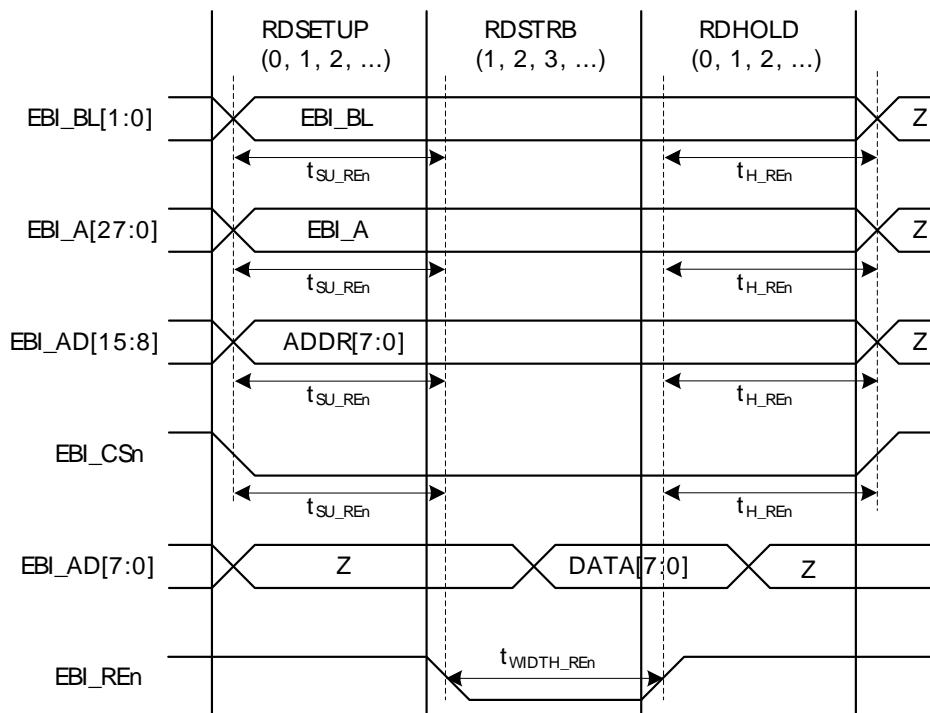 RDSETUP RDSTRB RDHOLD
(0, 1, 2, ...) (1, 2, 3, ...) (0, 1, 2, ...)
EBI_BL[1:0] EBI_BL Z
tSU_REn tH_REn
EBI_A[27:0] EBI_A Z
tSU_REn tH_REn
EBI_AD[15:8] ADDR[7:0] Z
tSU_REn tH_REn
EBI_CSn
tSU_REn tH_REn
EBI_AD[7:0] Z DATA[7:0] Z
tWIDTH_REn
EBI_REn